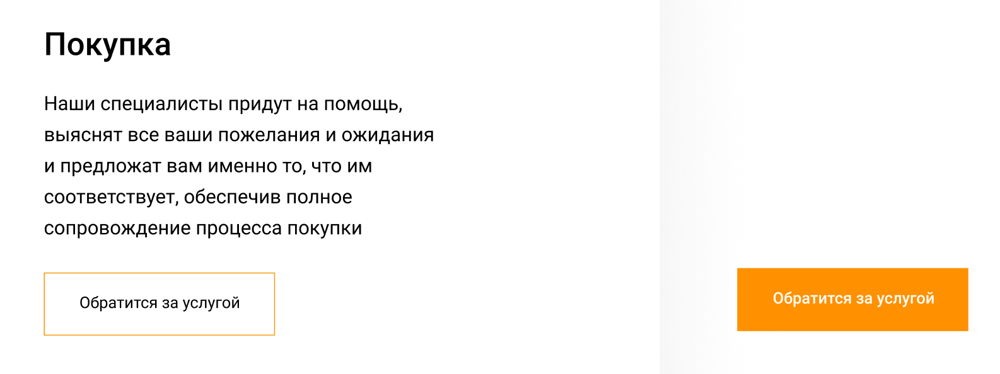 Покупка
Наши специалисты придут на помощь,
выяснят все ваши пожелания и ожидания
и предложат вам именно то, что им
соответствует, обеспечив полное
сопровождение процесса покупки
Обратится за услугой
Обратится за услугой